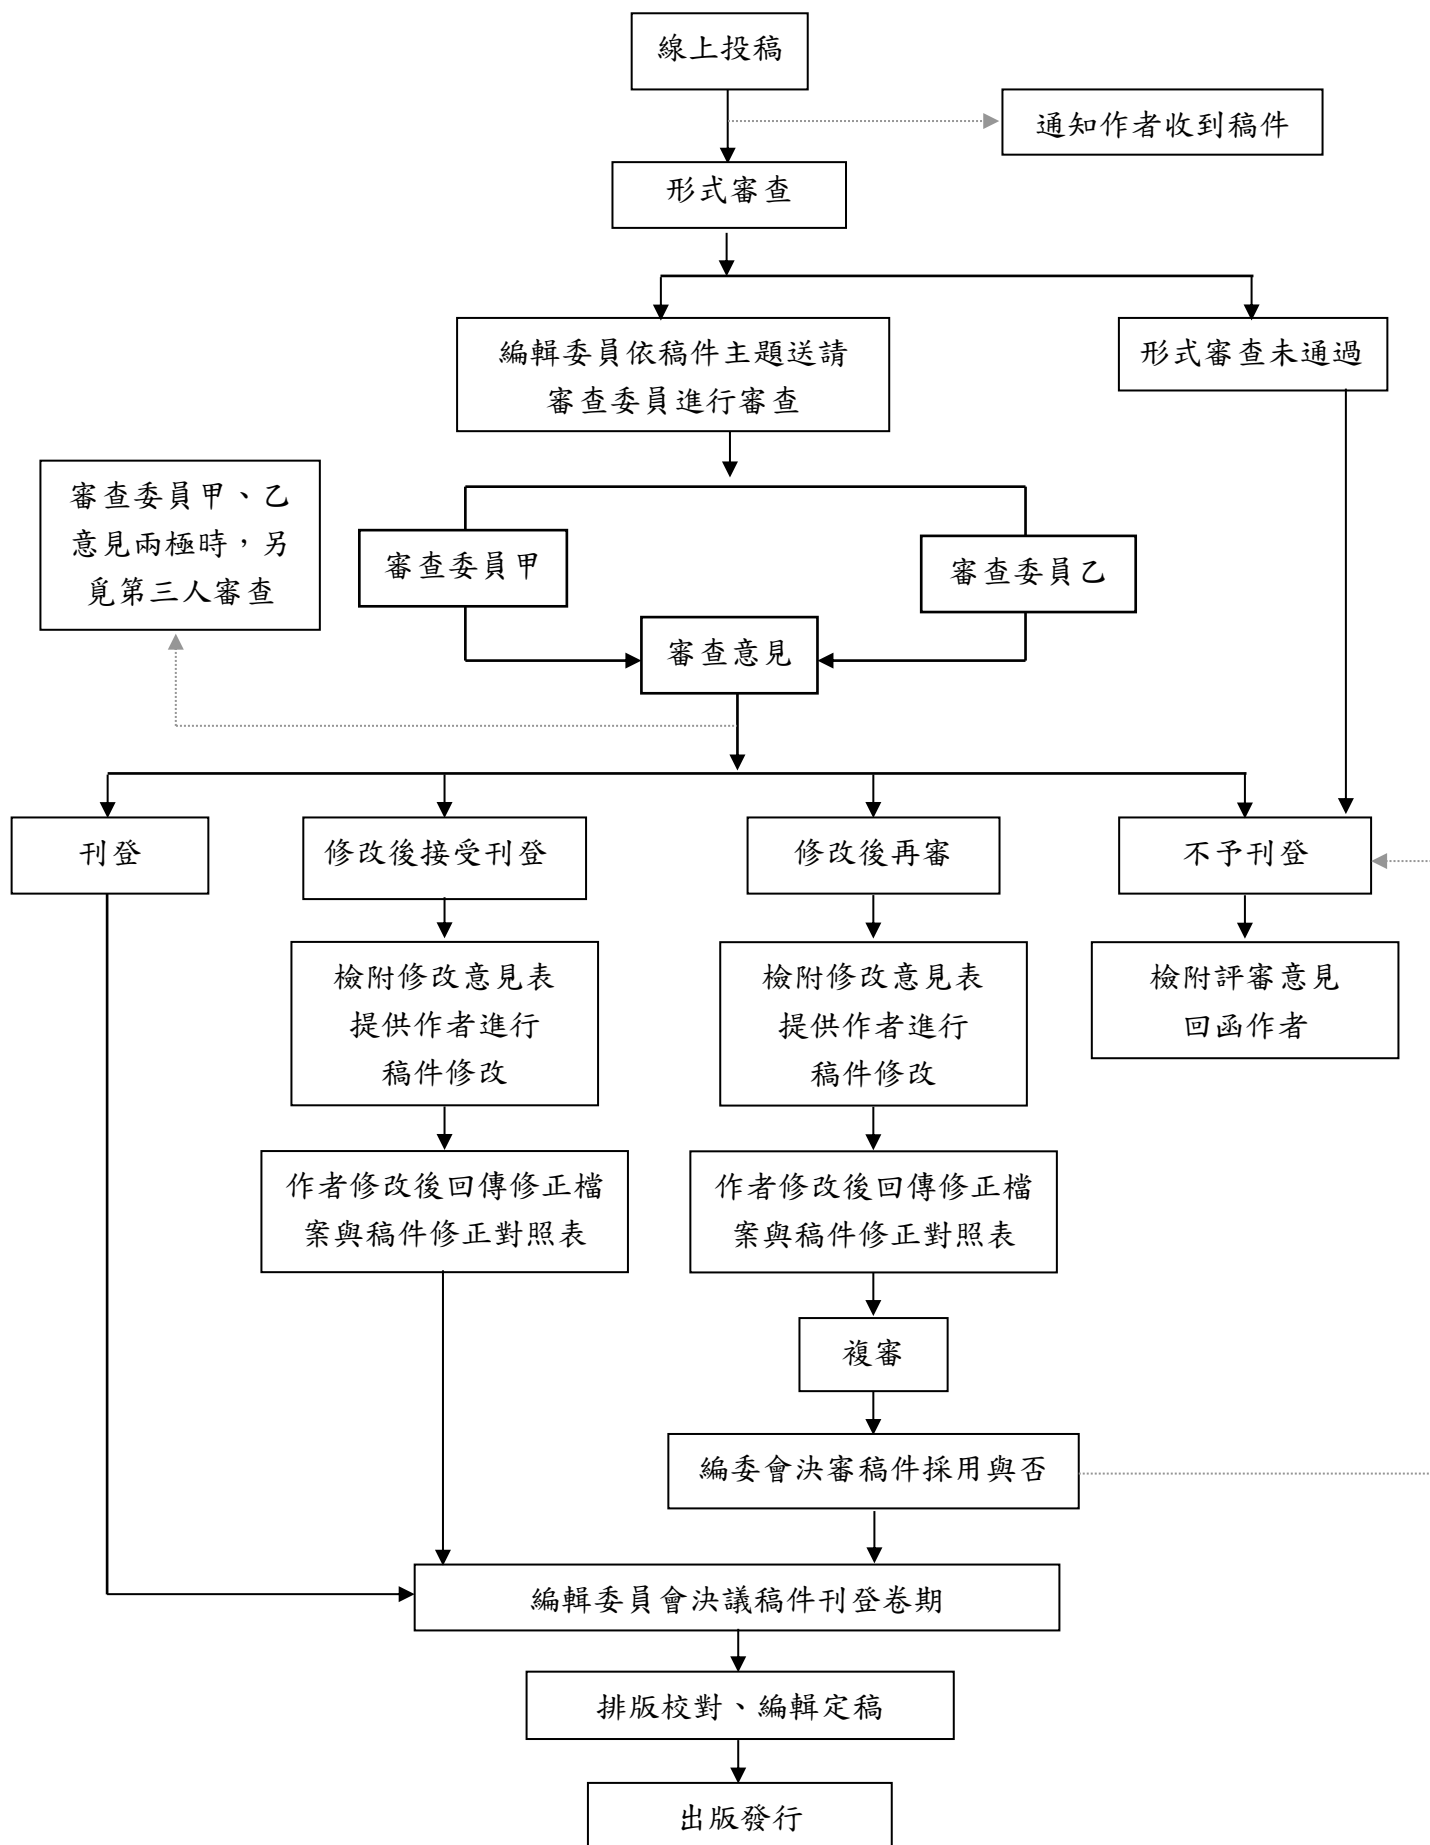 線上投稿
通知作者收到稿件
形式審查
編輯委員依稿件主題送請
審查委員進行審查
形式審查未通過
審查委員甲、乙
意見兩極時，另
覓第三人審查
審查委員甲
審查委員乙
審查意見
刊登
修改後接受刊登
修改後再審
不予刊登
檢附修改意見表
提供作者進行
稿件修改
檢附修改意見表
提供作者進行
稿件修改
檢附評審意見
回函作者
作者修改後回傳修正檔
案與稿件修正對照表
作者修改後回傳修正檔
案與稿件修正對照表
複審
編委會決審稿件採用與否
編輯委員會決議稿件刊登卷期
排版校對、編輯定稿
出版發行